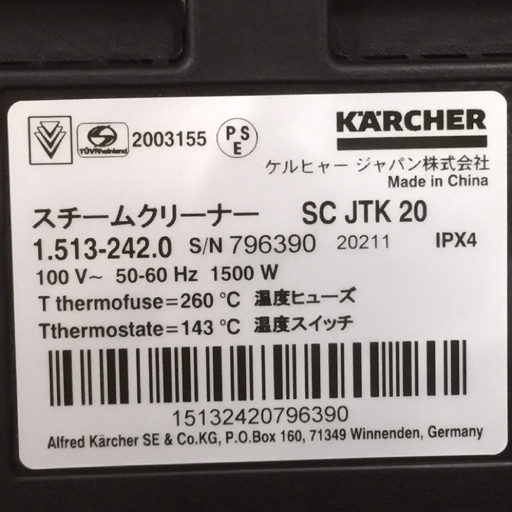 TÜVRheinland 2003155 PS E KÄRCHER
ケルヒャー ジャパン株式会社
Made in China
スチームクリーナー SC JTK 20
1.513-242.0 S/N 796390 20211 IPX4
100 V~ 50-60 Hz 1500 W
T thermofuse=260 °C 温度ヒューズ
Tthermostate=143 °C 温度スイッチ
15132420796390
Alfred Kärcher SE & Co.KG, P.O.Box 160, 71349 Winnenden, Germany